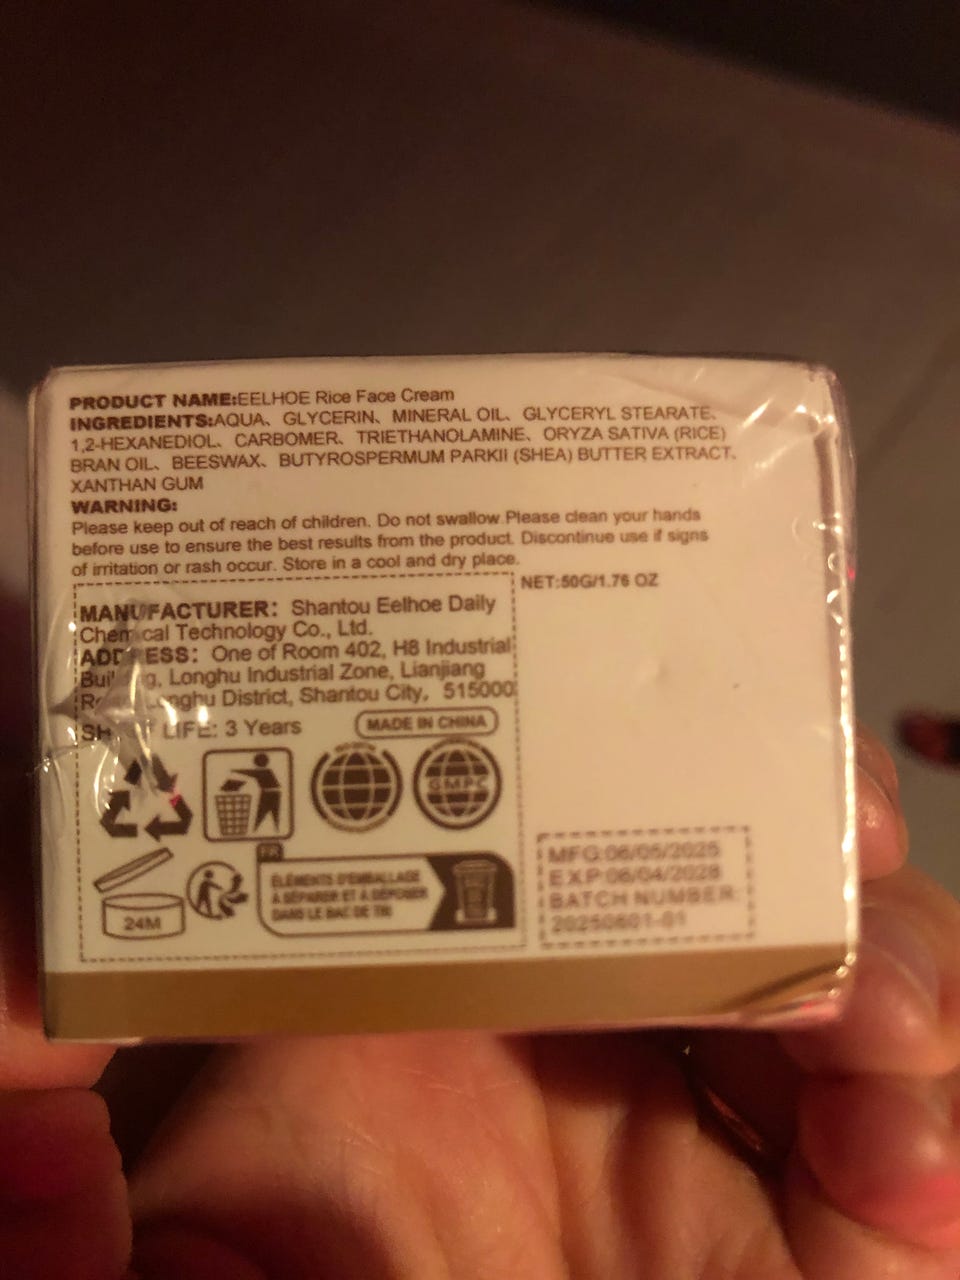 PRODUCT NAME:EELHOE Rice Face Cream
INGREDIENTS:AQUA、GLYCERIN、MINERAL OIL、GLYCERYL STEARATE、
1,2-HEXANEDIOL、CARBOMER、TRIETHANOLAMINE、ORYZA SATIVA (RICE)
BRAN OIL、BEESWAX、BUTYROSPERMUM PARKII (SHEA) BUTTER EXTRACT、
XANTHAN GUM
WARNING:
Please keep out of reach of children. Do not swallow.Please clean your hands
before use to ensure the best results from the product. Discontinue use if signs
of irritation or rash occur. Store in a cool and dry place.
NET:50G/1.76 OZ
MANUFACTURER: Shantou Eelhoe Daily
Chemical Technology Co., Ltd.
ADDRESS: One of Room 402, H8 Industrial
Building, Longhu Industrial Zone, Lianjiang
Longhu District, Shantou City, 515000
SHELF LIFE: 3 Years
MADE IN CHINA
GMPC
24M
FR
ÉLÉMENTS D'EMBALLAGE
À SÉPARER ET À DÉPOSER
DANS LE BAC DE TRI
MFG:06/05/2025
EXP:06/04/2028
BATCH NUMBER:
20250601-01